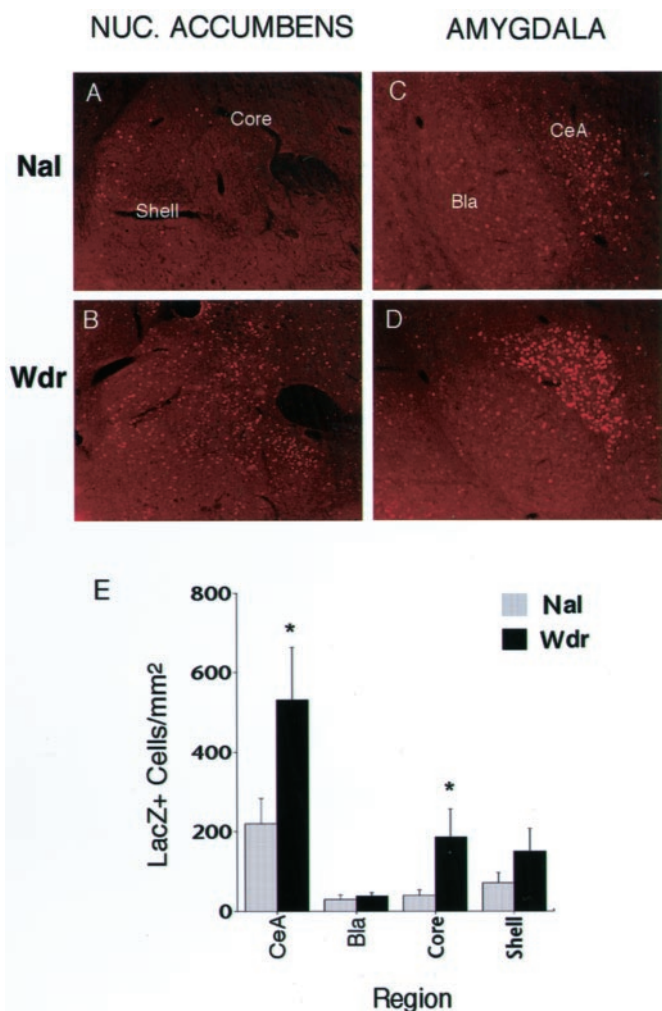 NUC. ACCUMBENS
AMYGDALA
A
Core
Shell
C
CeA
Bla
Nal
B
D
Wdr
E
800
600
400
200
0
LacZ+ Cells/mm²
*
*
Nal
Wdr
CeA
Bla
Core
Shell
Region